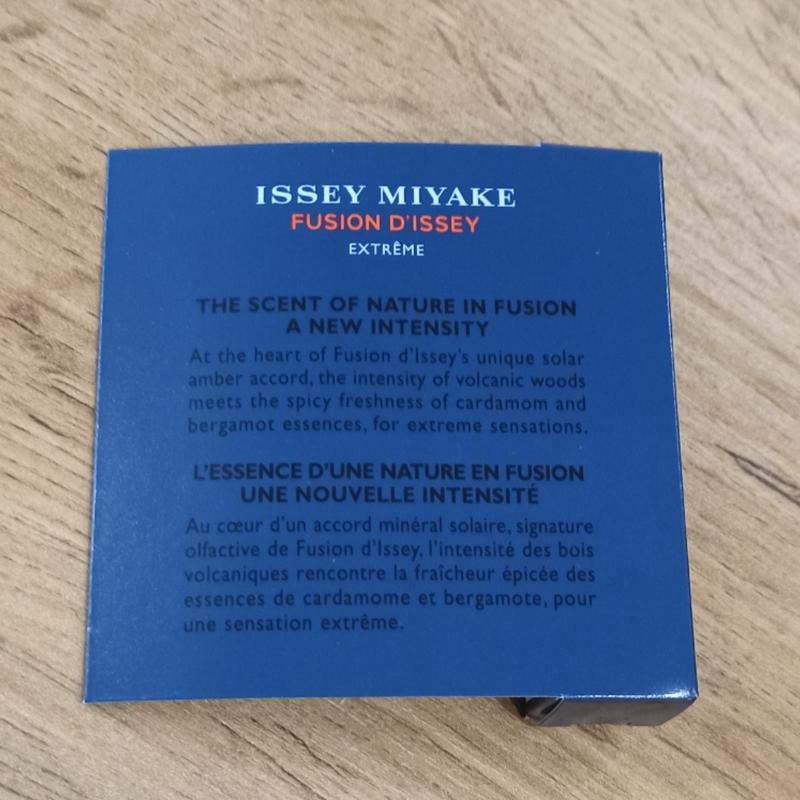 ISSEY MIYAKE
FUSION D'ISSEY
EXTRÊME
THE SCENT OF NATURE IN FUSION
A NEW INTENSITY
At the heart of Fusion d'Issey's unique solar
amber accord, the intensity of volcanic woods
meets the spicy freshness of cardamom and
bergamot essences, for extreme sensations.
L'ESSENCE D'UNE NATURE EN FUSION
UNE NOUVELLE INTENSITÉ
Au cœur d'un accord minéral solaire, signature
olfactive de Fusion d'Issey, l'intensité des bois
volcaniques rencontre la fraîcheur épicée des
essences de cardamome et bergamote, pour
une sensation extrême.